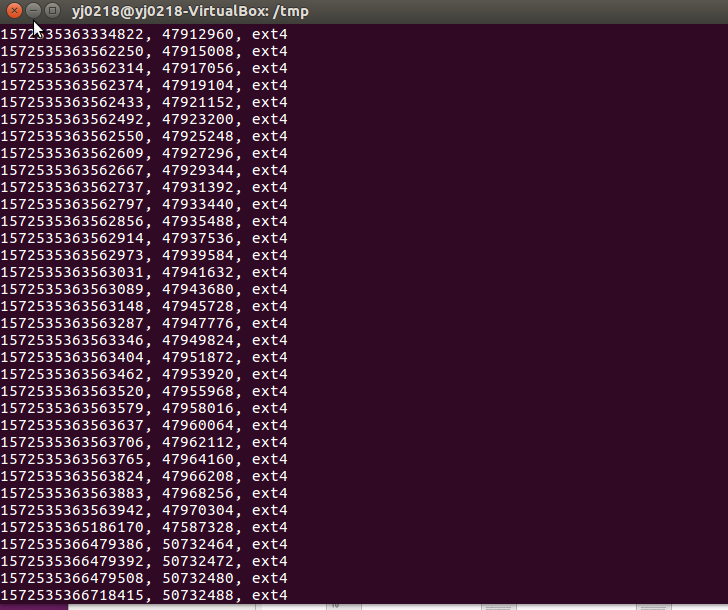 yj0218@yj0218-VirtualBox: /tmp
1572535363334822, 47912960, ext4
1572535363562250, 47915008, ext4
1572535363562314, 47917056, ext4
1572535363562374, 47919104, ext4
1572535363562433, 47921152, ext4
1572535363562492, 47923200, ext4
1572535363562550, 47925248, ext4
1572535363562609, 47927296, ext4
1572535363562667, 47929344, ext4
1572535363562737, 47931392, ext4
1572535363562797, 47933440, ext4
1572535363562856, 47935488, ext4
1572535363562914, 47937536, ext4
1572535363562973, 47939584, ext4
1572535363563031, 47941632, ext4
1572535363563089, 47943680, ext4
1572535363563148, 47945728, ext4
1572535363563287, 47947776, ext4
1572535363563346, 47949824, ext4
1572535363563404, 47951872, ext4
1572535363563462, 47953920, ext4
1572535363563520, 47955968, ext4
1572535363563579, 47958016, ext4
1572535363563637, 47960064, ext4
1572535363563706, 47962112, ext4
1572535363563765, 47964160, ext4
1572535363563824, 47966208, ext4
1572535363563883, 47968256, ext4
1572535363563942, 47970304, ext4
1572535365186170, 47587328, ext4
1572535366479386, 50732464, ext4
1572535366479392, 50732472, ext4
1572535366479508, 50732480, ext4
1572535366718415, 50732488, ext4